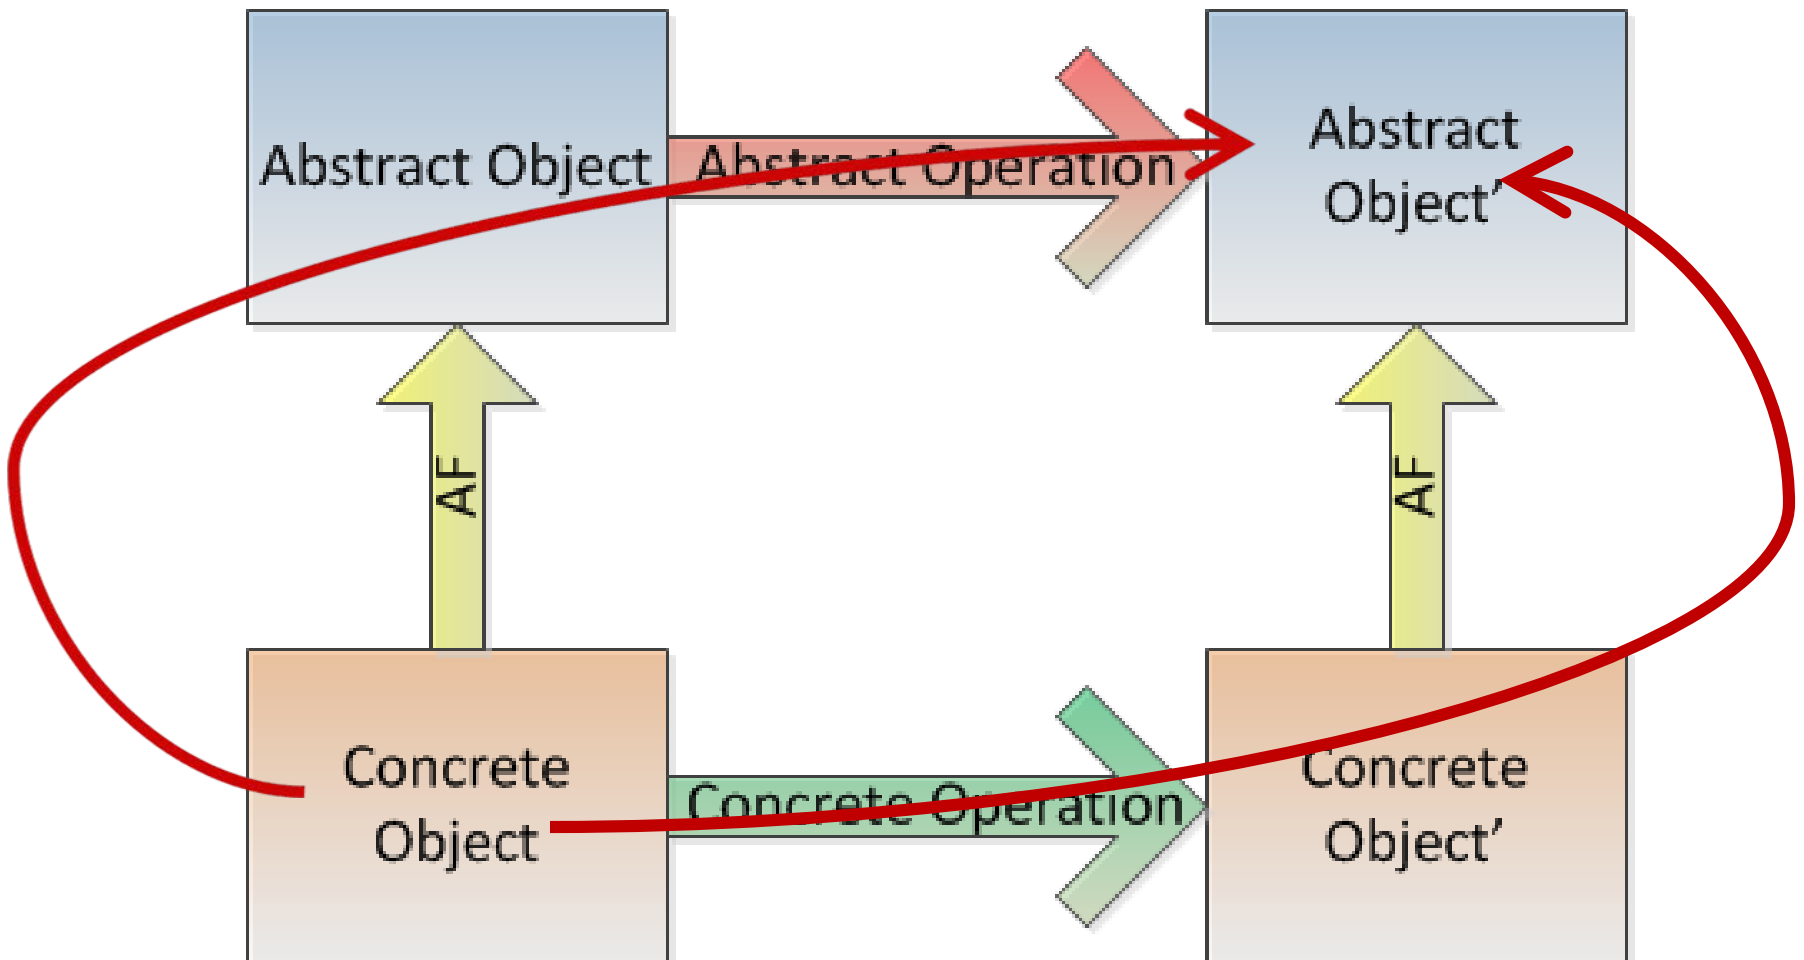 Abstract Object
Abstract Operation
Abstract
Object’
AF
AF
Concrete
Object
Concrete Operation
Concrete
Object’